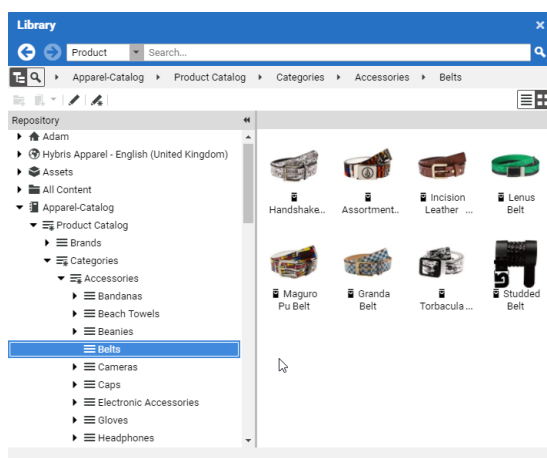 Library
Product
Search...
Apparel-Catalog
Product Catalog
Categories
Accessories
Belts
Repository
Adam
Hybris Apparel - English (United Kingdom)
Assets
All Content
Apparel-Catalog
Product Catalog
Brands
Categories
Accessories
Bandanas
Beach Towels
Beanies
Belts
Cameras
Caps
Electronic Accessories
Gloves
Headphones
Handshake...
Assortment..
Incision
Leather ...
Lenus
Belt
Maguro
Pu Belt
Granda
Belt
Torbacula ...
Studded
Belt